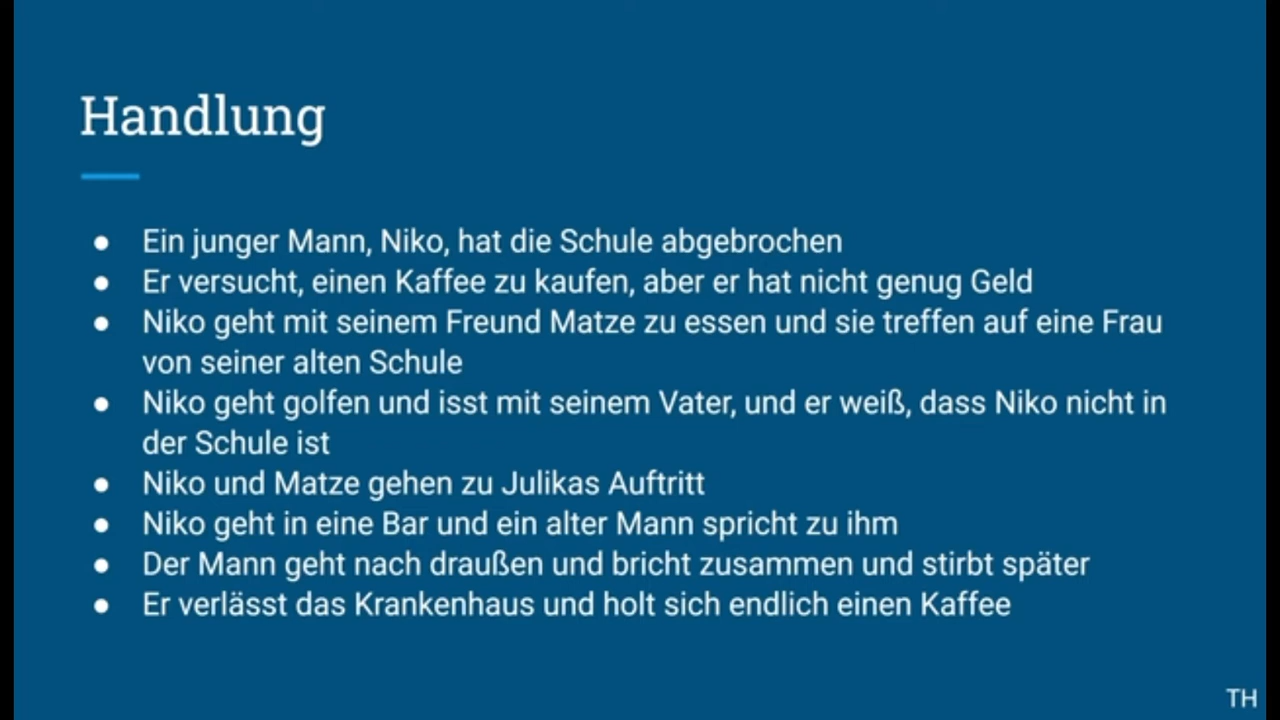 Handlung
● Ein junger Mann, Niko, hat die Schule abgebrochen
● Er versucht, einen Kaffee zu kaufen, aber er hat nicht genug Geld
● Niko geht mit seinem Freund Matze zu essen und sie treffen auf eine Frau
von seiner alten Schule
● Niko geht golfen und isst mit seinem Vater, und er weiß, dass Niko nicht in
der Schule ist
● Niko und Matze gehen zu Julikas Auftritt
● Niko geht in eine Bar und ein alter Mann spricht zu ihm
● Der Mann geht nach draußen und bricht zusammen und stirbt später
● Er verlässt das Krankenhaus und holt sich endlich einen Kaffee
TH